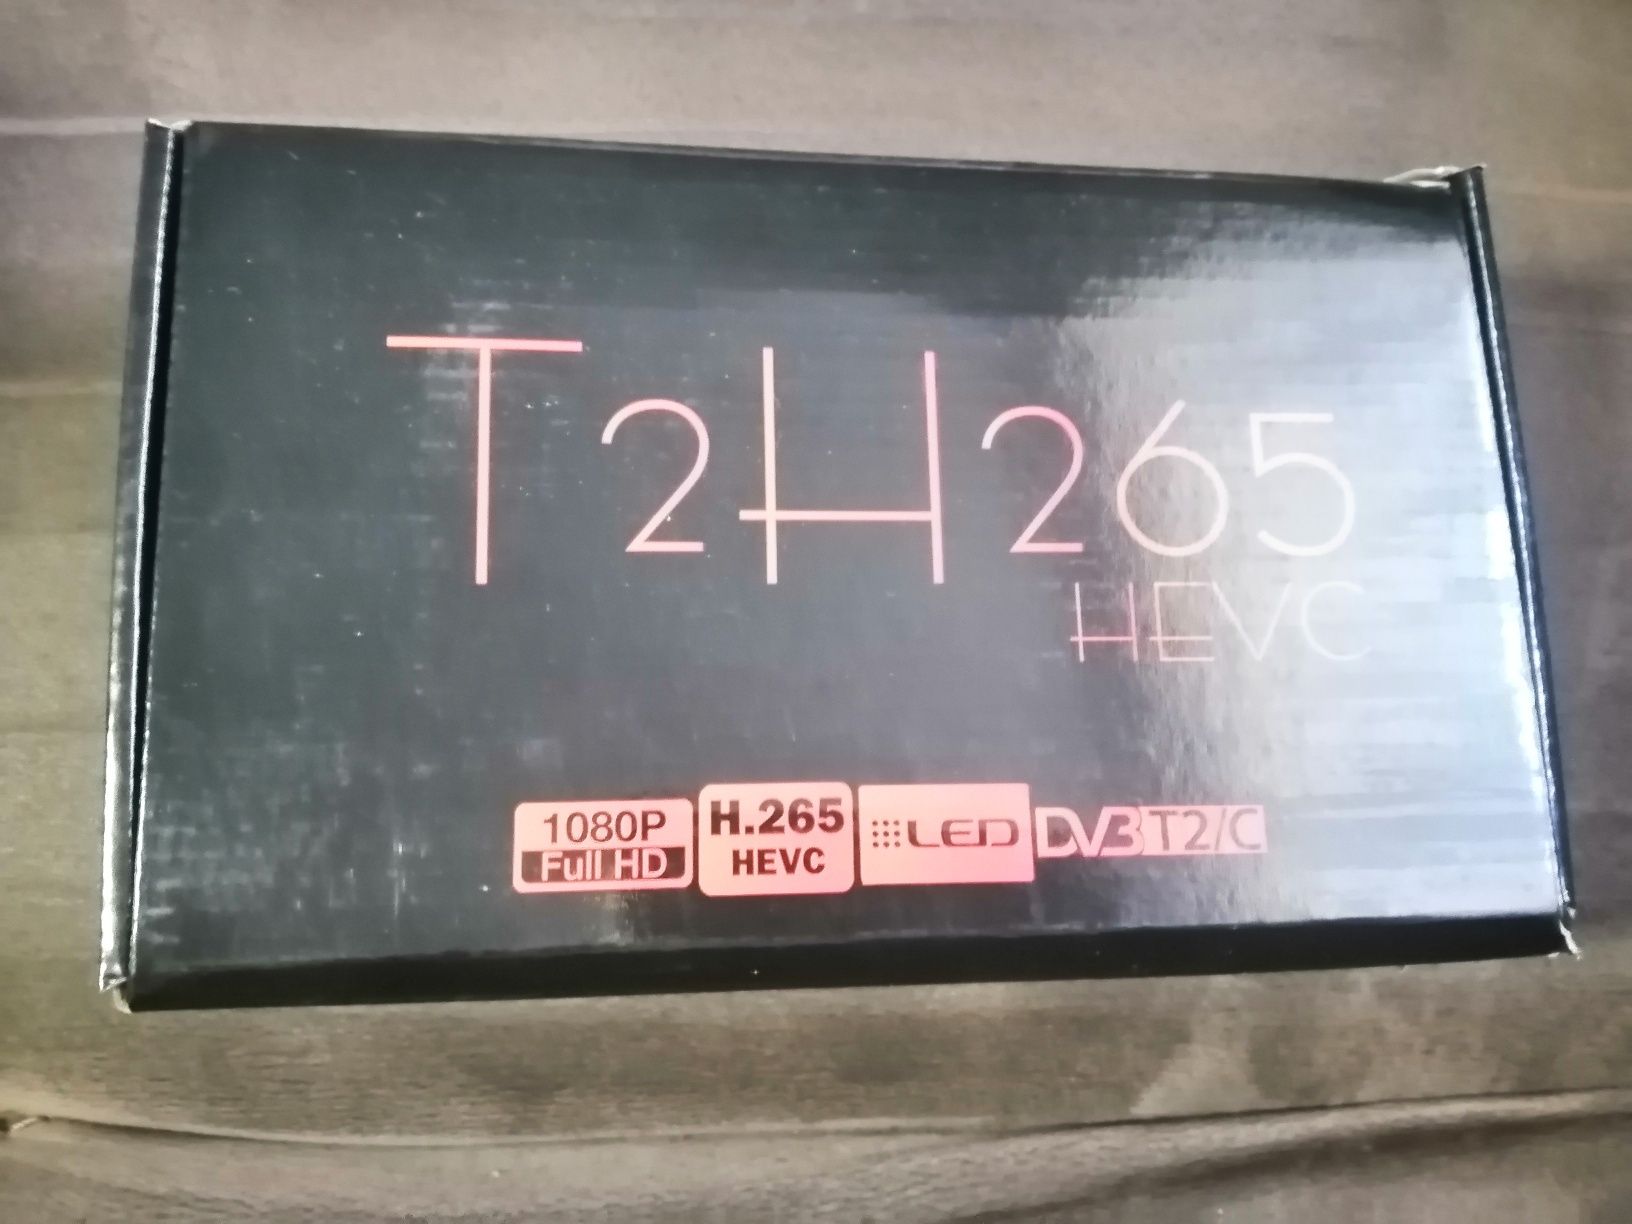 T2H265
HEVC
1080P
Full HD
H.265
HEVC
LED
DVB T2/C